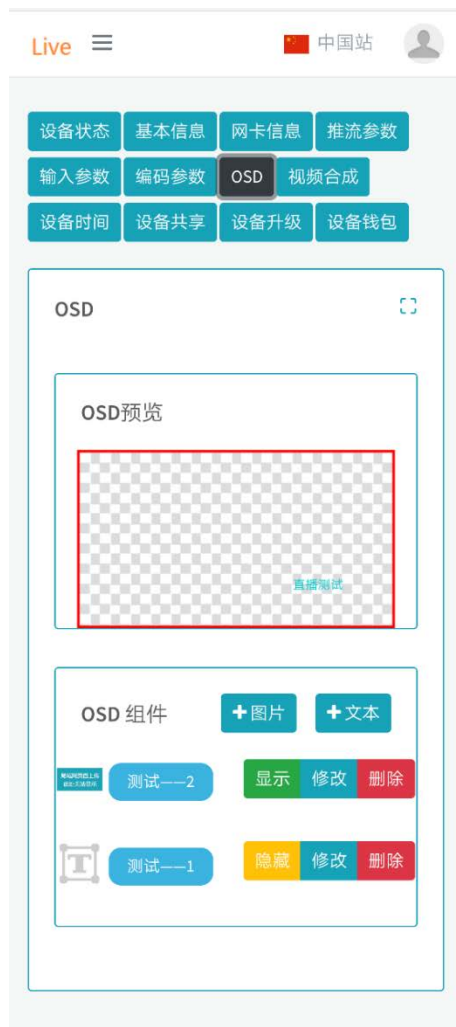 Live 中国站
设备状态 基本信息 网卡信息 推流参数
输入参数 编码参数 OSD 视频合成
设备时间 设备共享 设备升级 设备钱包
OSD
OSD预览
直播测试
OSD 组件 +图片 +文本
测试——2 显示 修改 删除
T 测试——1 隐藏 修改 删除